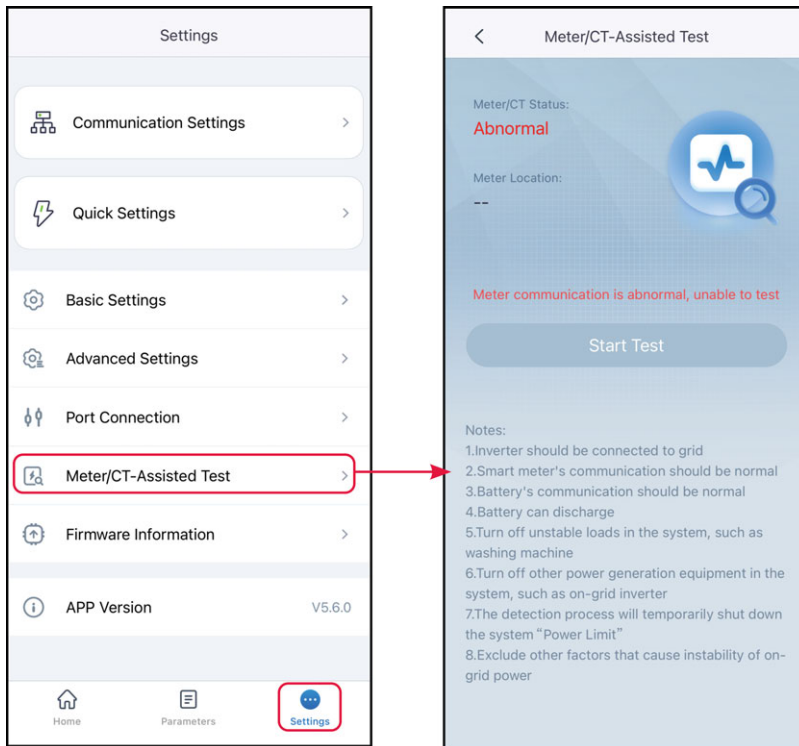 Settings
Communication Settings
Quick Settings
Basic Settings
Advanced Settings
Port Connection
Meter/CT-Assisted Test
Firmware Information
APP Version V5.6.0
Home Parameters Settings
Meter/CT-Assisted Test
Meter/CT Status:
Abnormal
Meter Location:
--
Meter communication is abnormal, unable to test
Start Test
Notes:
1.Inverter should be connected to grid
2.Smart meter's communication should be normal
3.Battery's communication should be normal
4.Battery can discharge
5.Turn off unstable loads in the system, such as
washing machine
6.Turn off other power generation equipment in the
system, such as on-grid inverter
7.The detection process will temporarily shut down
the system “Power Limit”
8.Exclude other factors that cause instability of on-
grid power